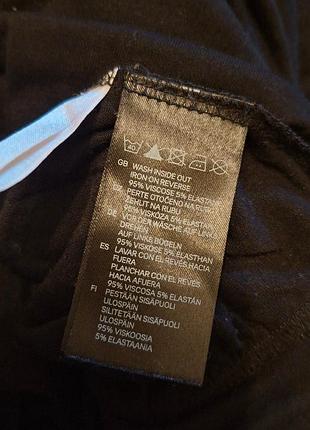 40
GB WASH INSIDE OUT
IRON ON REVERSE
95% VISCOSE 5% ELASTAN
CZ PERTE OTOČENO NA RUBU
ŽEHLIT NA RUBU
95% VISKÓZA 5% ELASTAN
DE VOR DER WÄSCHE AUF LINKS
DREHEN
AUF LINKS BÜGELN
95% VISKOSE 5% ELASTHAN
ES LAVAR CON EL REVÉS HACIA
FUERA
PLANCHAR CON EL REVÉS
HACIA AFUERA
95% VISCOSA 5% ELASTÁN
FI PESTÄÄN SISÄPUOLI
ULOSPÄIN
SILITETÄÄN SISÄPUOLI
ULOSPÄIN
95% VISKOOSIA
5% ELASTAANIA